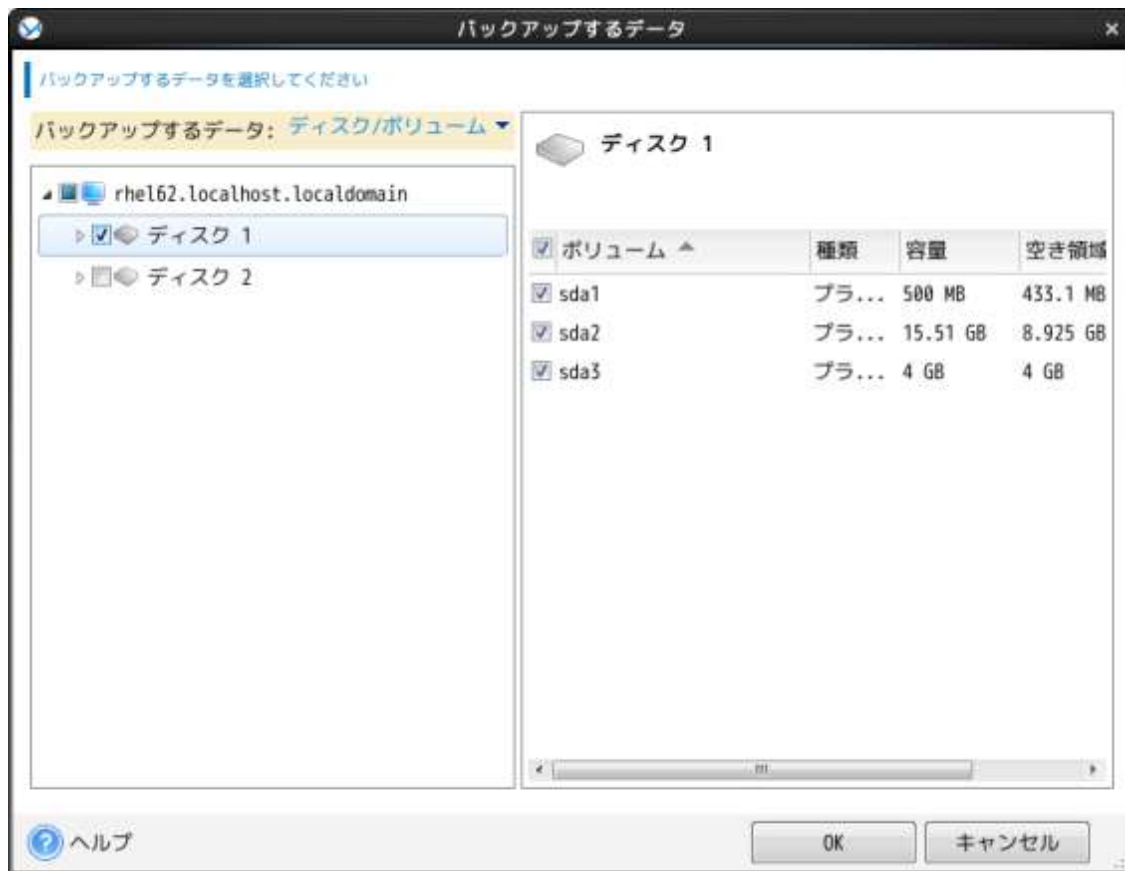 バックアップするデータ
バックアップするデータを選択してください
バックアップするデータ: ディスク/ボリューム
rhel62.localhost.localdomain
ディスク 1
ディスク 2
ディスク 1
ボリューム 種類 容量 空き領域
sda1 プラ... 500 MB 433.1 MB
sda2 プラ... 15.51 GB 8.925 GB
sda3 プラ... 4 GB 4 GB
ヘルプ OK キャンセル